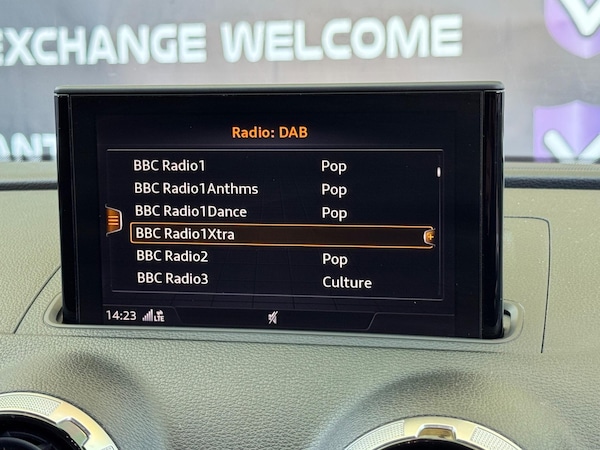 EXCHANGE WELCOME
Radio: DAB
BBC Radio1 Pop
BBC Radio1Anthms Pop
BBC Radio1Dance Pop
BBC Radio1Xtra
BBC Radio2 Pop
BBC Radio3 Culture
14:23 LTE